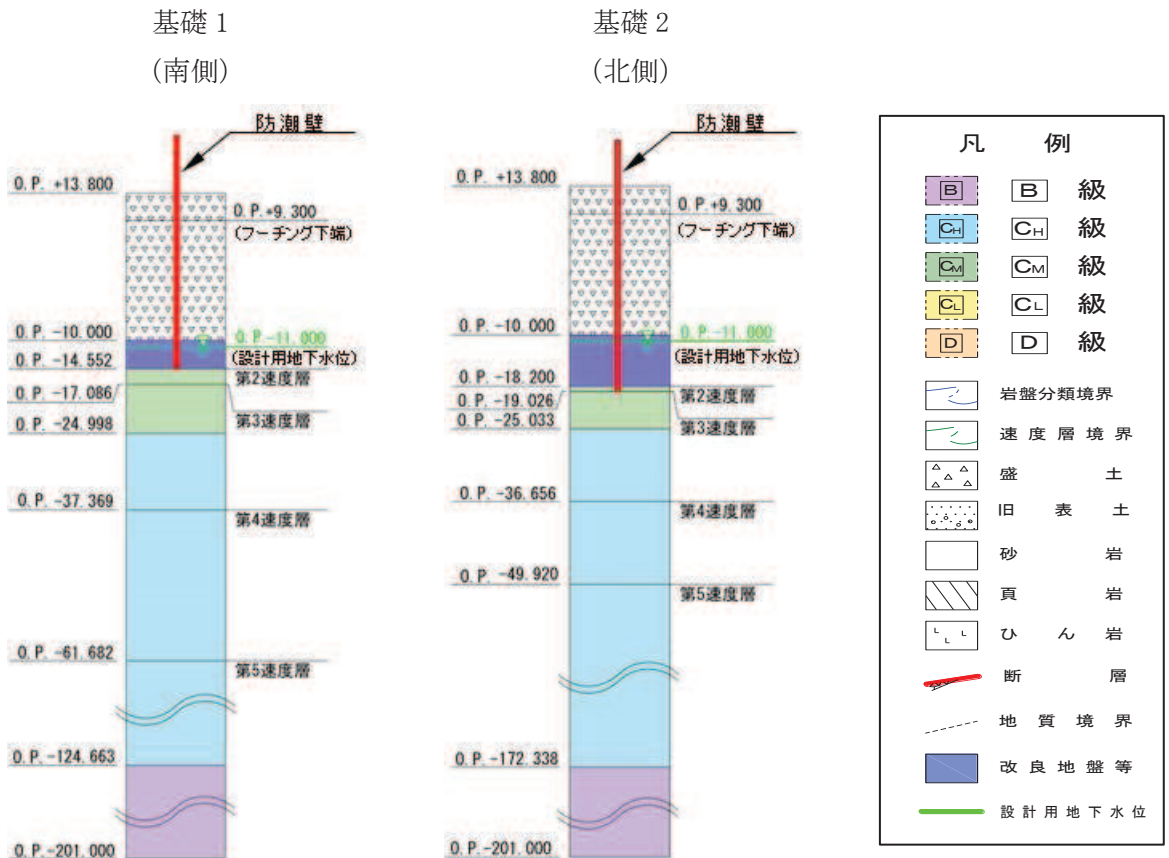 基礎 1
(南側)
防潮壁
O.P. +13.800
O.P.+9.300
(フーチング下端)
O.P. -10.000
O.P.-11.000
(設計用地下水位)
O.P. -14.552
第2速度層
O.P. -17.086
第3速度層
O.P. -24.998
O.P. -37.369
第4速度層
O.P. -61.682
第5速度層
O.P. -124.663
O.P.-201.000
基礎 2
(北側)
防潮壁
O.P. +13.800
O.P.+9.300
(フーチング下端)
O.P. -10.000
O.P.-11.000
(設計用地下水位)
O.P. -18.200
第2速度層
O.P. -19.026
第3速度層
O.P. -25.033
O.P. -36.656
第4速度層
O.P. -49.920
第5速度層
O.P. -172.338
O.P.-201.000
凡 例
B B 級
CH CH 級
CM CM 級
CL CL 級
D D 級
岩盤分類境界
速度層境界
盛土
旧表土
砂岩
頁岩
ひん岩
断層
地質境界
改良地盤等
設計用地下水位